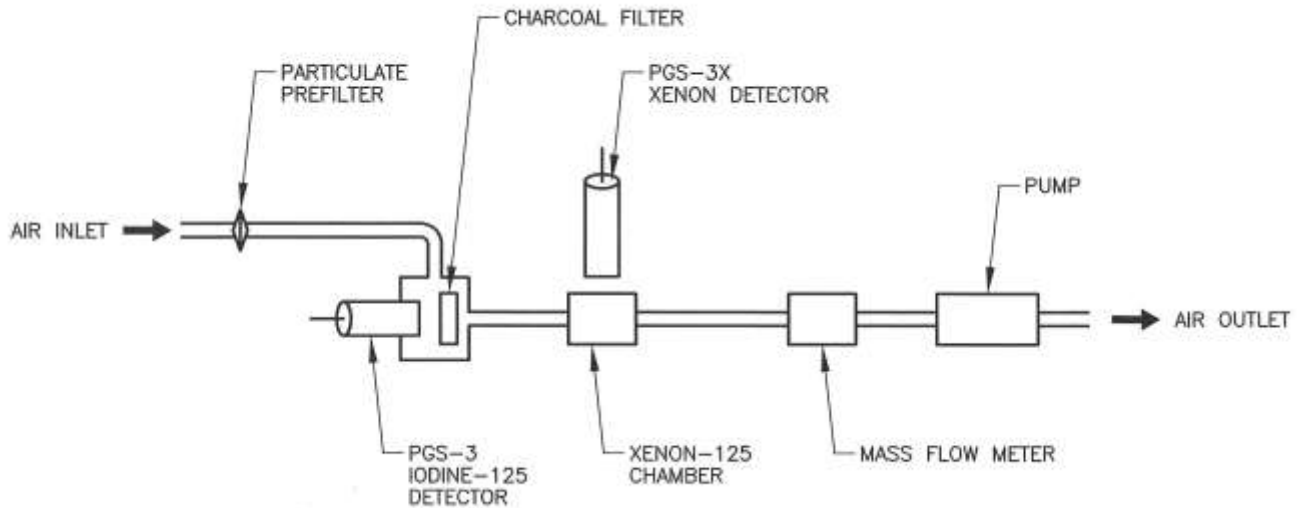 CHARCOAL FILTER
PARTICULATE
PREFILTER
PGS-3X
XENON DETECTOR
PUMP
AIR INLET
AIR OUTLET
PGS-3
IODINE-125
DETECTOR
XENON-125
CHAMBER
MASS FLOW METER